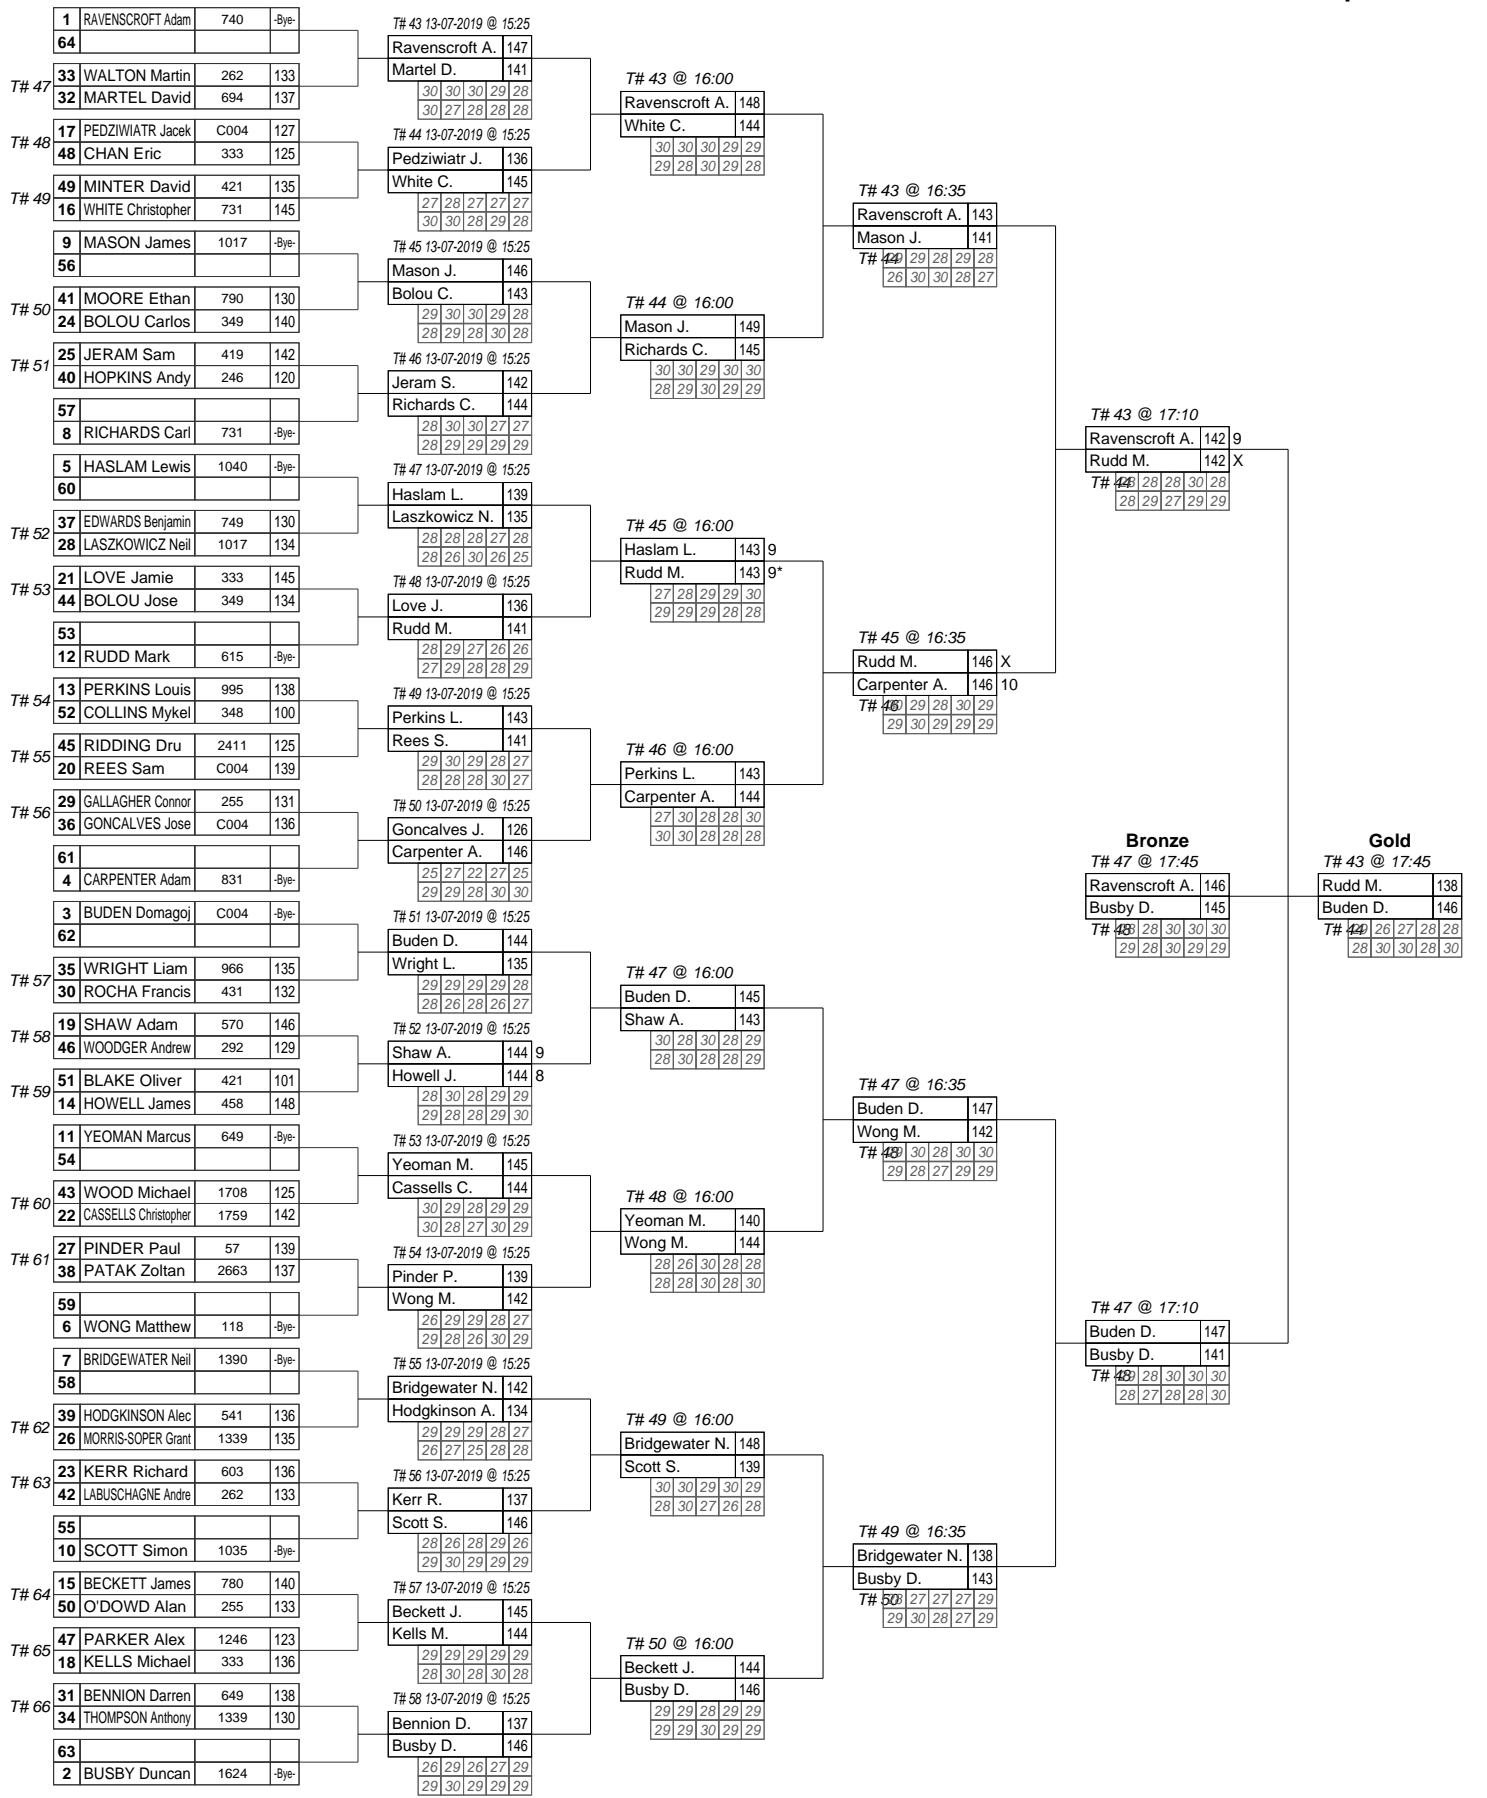 1 RAVENSCROFT Adam 740 -Bye-
64
T# 47
33 WALTON Martin 262 133
32 MARTEL David 694 137
T# 48
17 PEDZIWIATR Jacek C004 127
48 CHAN Eric 333 125
T# 49
49 MINTER David 421 135
16 WHITE Christopher 731 145
9 MASON James 1017 -Bye-
56
T# 50
41 MOORE Ethan 790 130
24 BOLOU Carlos 349 140
T# 51
25 JERAM Sam 419 142
40 HOPKINS Andy 246 120
57
8 RICHARDS Carl 731 -Bye-
5 HASLAM Lewis 1040 -Bye-
60
T# 52
37 EDWARDS Benjamin 749 130
28 LASZKOWICZ Neil 1017 134
T# 53
21 LOVE Jamie 333 145
44 BOLOU Jose 349 134
53
12 RUDD Mark 615 -Bye-
T# 54
13 PERKINS Louis 995 138
52 COLLINS Mykel 348 100
T# 55
45 RIDDING Dru 2411 125
20 REES Sam C004 139
T# 56
29 GALLAGHER Connor 255 131
36 GONCALVES Jose C004 136
61
4 CARPENTER Adam 831 -Bye-
3 BUDEN Domagoj C004 -Bye-
62
T# 57
35 WRIGHT Liam 966 135
30 ROCHA Francis 431 132
T# 58
19 SHAW Adam 570 146
46 WOODGER Andrew 292 129
T# 59
51 BLAKE Oliver 421 101
14 HOWELL James 458 148
11 YEOMAN Marcus 649 -Bye-
54
T# 60
43 WOOD Michael 1708 125
22 CASSELLS Christopher 1759 142
T# 61
27 PINDER Paul 57 139
38 PATAK Zoltan 2663 137
59
6 WONG Matthew 118 -Bye-
7 BRIDGEWATER Neil 1390 -Bye-
58
T# 62
39 HODGKINSON Alec 541 136
26 MORRIS-SOPER Grant 1339 135
T# 63
23 KERR Richard 603 136
42 LABUSCHAGNE Andre 262 133
55
10 SCOTT Simon 1035 -Bye-
T# 64
15 BECKETT James 780 140
50 O'DOWD Alan 255 133
T# 65
47 PARKER Alex 1246 123
18 KELLS Michael 333 136
T# 66
31 BENNION Darren 649 138
34 THOMPSON Anthony 1339 130
63
2 BUSBY Duncan 1624 -Bye-
T# 43 13-07-2019 @ 15:25
Ravenscroft A. 147
Martel D. 141
30 30 30 29 28
30 27 28 28 28
T# 44 13-07-2019 @ 15:25
Pedziwiatr J. 136
White C. 145
27 28 27 27 27
30 30 28 29 28
T# 45 13-07-2019 @ 15:25
Mason J. 146
Bolou C. 143
29 30 30 29 28
28 29 28 30 28
T# 46 13-07-2019 @ 15:25
Jeram S. 142
Richards C. 144
28 30 30 27 27
28 29 29 29 29
T# 47 13-07-2019 @ 15:25
Haslam L. 139
Laszkowicz N. 135
28 28 28 27 28
28 26 30 26 25
T# 48 13-07-2019 @ 15:25
Love J. 136
Rudd M. 141
28 29 27 26 26
27 29 28 28 29
T# 49 13-07-2019 @ 15:25
Perkins L. 143
Rees S. 141
29 30 29 28 27
28 28 28 30 27
T# 50 13-07-2019 @ 15:25
Goncalves J. 126
Carpenter A. 146
25 27 22 27 25
29 29 28 30 30
T# 51 13-07-2019 @ 15:25
Buden D. 144
Wright L. 135
29 29 29 29 28
28 26 28 26 27
T# 52 13-07-2019 @ 15:25
Shaw A. 144 9
Howell J. 144 8
28 30 28 29 29
29 28 28 29 30
T# 53 13-07-2019 @ 15:25
Yeoman M. 145
Cassells C. 144
30 29 28 29 29
30 28 27 30 29
T# 54 13-07-2019 @ 15:25
Pinder P. 139
Wong M. 142
26 29 29 28 27
29 28 26 30 29
T# 55 13-07-2019 @ 15:25
Bridgewater N. 142
Hodgkinson A. 134
29 29 29 28 27
26 27 25 28 28
T# 56 13-07-2019 @ 15:25
Kerr R. 137
Scott S. 146
28 26 28 29 26
29 30 29 29 29
T# 57 13-07-2019 @ 15:25
Beckett J. 145
Kells M. 144
29 29 29 29 29
28 30 28 30 28
T# 58 13-07-2019 @ 15:25
Bennion D. 137
Busby D. 146
26 29 26 27 29
29 30 29 29 29
T# 43 @ 16:00
Ravenscroft A. 148
White C. 144
30 30 30 29 29
29 28 30 29 28
T# 44 @ 16:00
Mason J. 149
Richards C. 145
30 30 29 30 30
28 29 30 29 29
T# 45 @ 16:00
Haslam L. 143 9
Rudd M. 143 9*
27 28 29 29 30
29 29 29 28 28
T# 46 @ 16:00
Perkins L. 143
Carpenter A. 144
27 30 28 28 30
30 30 28 28 28
T# 47 @ 16:00
Buden D. 145
Shaw A. 143
30 28 30 28 29
28 30 28 28 29
T# 48 @ 16:00
Yeoman M. 140
Wong M. 144
28 26 30 28 28
28 28 30 28 30
T# 49 @ 16:00
Bridgewater N. 148
Scott S. 139
30 30 29 30 29
28 30 27 26 28
T# 50 @ 16:00
Beckett J. 144
Busby D. 146
29 29 28 29 29
29 29 30 29 29
T# 43 @ 16:35
Ravenscroft A. 143
Mason J. 141
T# 44 29 29 28 29 28
26 30 30 28 27
T# 45 @ 16:35
Rudd M. 146 X
Carpenter A. 146 10
T# 46 30 29 28 30 29
29 30 29 29 29
T# 47 @ 16:35
Buden D. 147
Wong M. 142
T# 48 29 30 28 30 30
29 28 27 29 29
T# 49 @ 16:35
Bridgewater N. 138
Busby D. 143
T# 50 28 27 27 27 29
29 30 28 27 29
T# 43 @ 17:10
Ravenscroft A. 142 9
Rudd M. 142 X
T# 44 28 28 28 30 28
28 29 27 29 29
Bronze
T# 47 @ 17:45
Ravenscroft A. 146
Busby D. 145
T# 48 28 28 30 30 30
29 28 30 29 29
T# 47 @ 17:10
Buden D. 147
Busby D. 141
T# 48 29 28 30 30 30
28 27 28 28 30
Gold
T# 43 @ 17:45
Rudd M. 138
Buden D. 146
T# 44 29 26 27 28 28
28 30 30 28 30